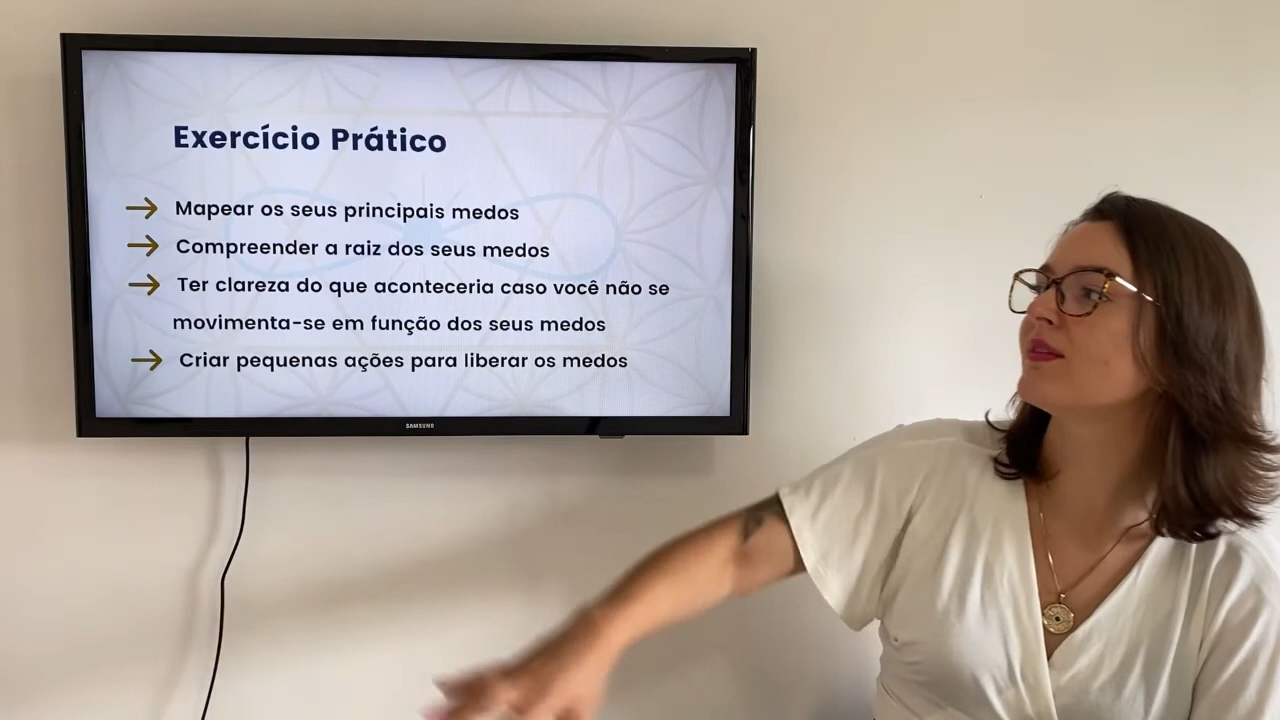 Exercício Prático
→ Mapear os seus principais medos
→ Compreender a raiz dos seus medos
→ Ter clareza do que aconteceria caso você não se
movimenta-se em função dos seus medos
→ Criar pequenas ações para liberar os medos
SAMSUNG